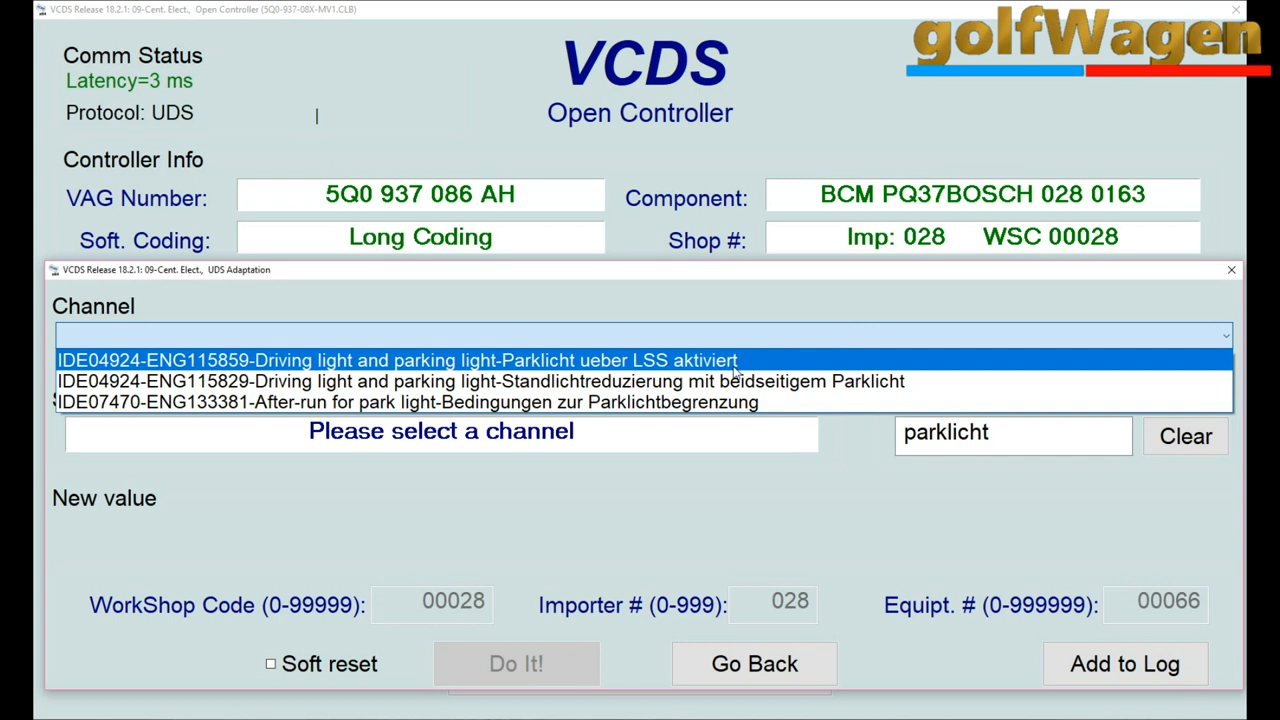 VCDS Release 18.2.1: 09-Cent. Elect., Open Controller (5Q0-937-08X-MV1.CLB)
golfWagen
Comm Status
Latency=3 ms
Protocol: UDS
VCDS
Open Controller
Controller Info
VAG Number: 5Q0 937 086 AH Component: BCM PQ37BOSCH 028 0163
Soft. Coding: Long Coding Shop #: Imp: 028 WSC 00028
VCDS Release 18.2.1: 09-Cent. Elect., UDS Adaptation
Channel
IDE04924-ENG115859-Driving light and parking light-Parklicht ueber LSS aktiviert
IDE04924-ENG115829-Driving light and parking light-Standlichtreduzierung mit beidseitigem Parklicht
IDE07470-ENG133381-After-run for park light-Bedingungen zur Parklichtbegrenzung
Please select a channel parklicht Clear
New value
WorkShop Code (0-99999): 00028 Importer # (0-999): 028 Equipt. # (0-999999): 00066
Soft reset Do It! Go Back Add to Log